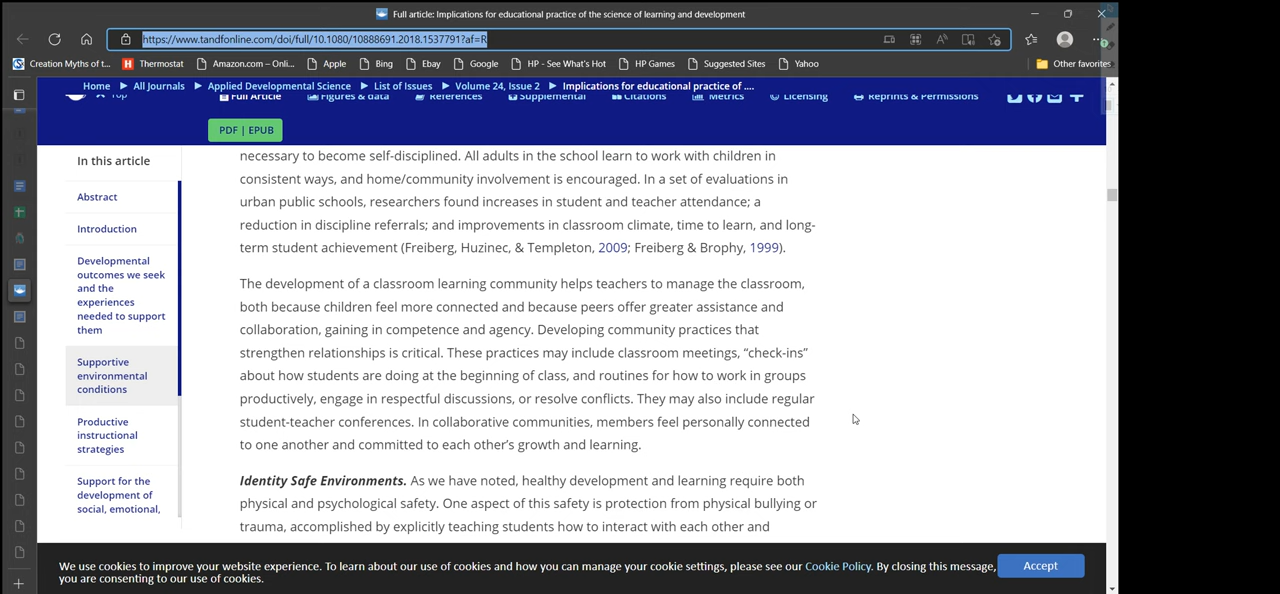 Full article: Implications for educational practice of the science of learning and development
https://www.tandfonline.com/doi/full/10.1080/10888691.2018.1537791?af=R
Creation Myths of t...
Thermostat
Amazon.com – Onli...
Apple
Bing
Ebay
Google
HP - See What's Hot
HP Games
Suggested Sites
Yahoo
Other favorites
Home
All Journals
Applied Developmental Science
List of Issues
Volume 24, Issue 2
Implications for educational practice of ....
Top
Full Article
Figures & data
References
Supplemental
Citations
Metrics
Licensing
Reprints & Permissions
PDF | EPUB
In this article
Abstract
Introduction
Developmental
outcomes we seek
and the
experiences
needed to support
them
Supportive
environmental
conditions
Productive
instructional
strategies
Support for the
development of
social, emotional,
necessary to become self-disciplined. All adults in the school learn to work with children in
consistent ways, and home/community involvement is encouraged. In a set of evaluations in
urban public schools, researchers found increases in student and teacher attendance; a
reduction in discipline referrals; and improvements in classroom climate, time to learn, and long-
term student achievement (Freiberg, Huzinec, & Templeton, 2009; Freiberg & Brophy, 1999).
The development of a classroom learning community helps teachers to manage the classroom,
both because children feel more connected and because peers offer greater assistance and
collaboration, gaining in competence and agency. Developing community practices that
strengthen relationships is critical. These practices may include classroom meetings, “check-ins”
about how students are doing at the beginning of class, and routines for how to work in groups
productively, engage in respectful discussions, or resolve conflicts. They may also include regular
student-teacher conferences. In collaborative communities, members feel personally connected
to one another and committed to each other’s growth and learning.
Identity Safe Environments. As we have noted, healthy development and learning require both
physical and psychological safety. One aspect of this safety is protection from physical bullying or
trauma, accomplished by explicitly teaching students how to interact with each other and
We use cookies to improve your website experience. To learn about our use of cookies and how you can manage your cookie settings, please see our Cookie Policy. By closing this message,
you are consenting to our use of cookies.
Accept